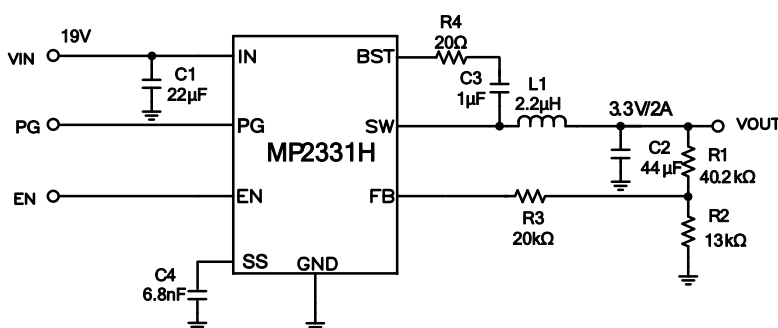 19V
VIN
C1
22µF
IN
PG
PG
EN
EN
C4
6.8nF
SS
GND
MP2331H
BST
SW
FB
R4
20Ω
C3
1µF
L1
2.2µH
3.3V/2A
VOUT
C2
44µF
R1
40.2kΩ
R3
20kΩ
R2
13kΩ